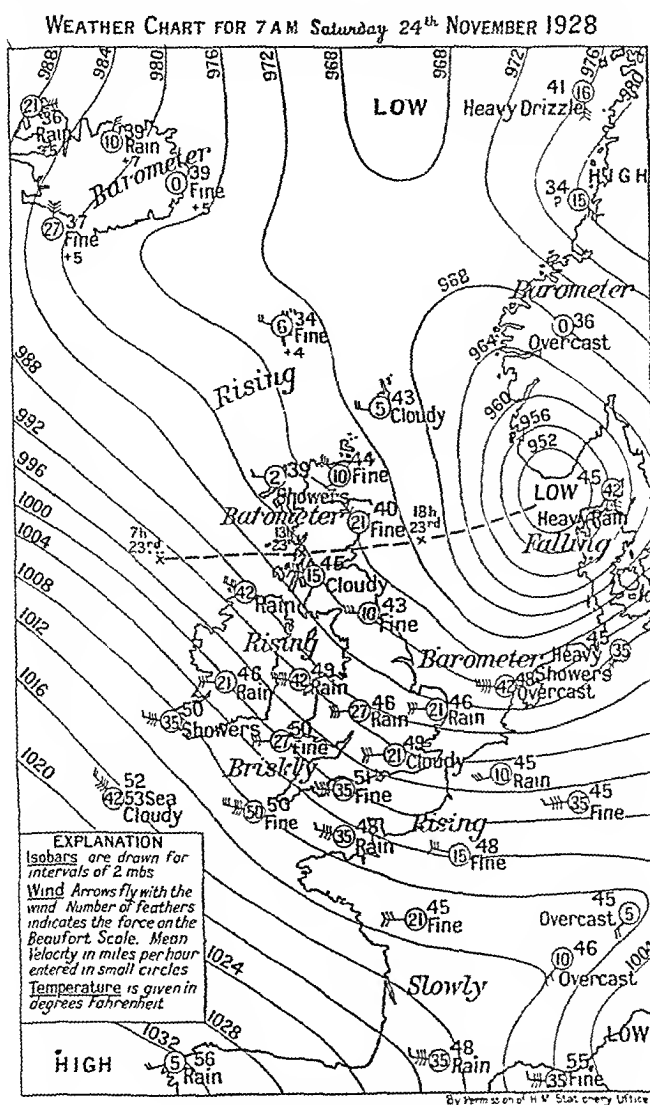 WEATHER CHART FOR 7 AM Saturday 24th NOVEMBER 1928
988 984 980 976 972 968 968 972 976 980
LOW
41 16
Heavy Drizzle
21 36 Rain +5
10 39 Rain +7
Barometer
0 39 Fine +5
HIGH
34 15
?
27 37 Fine +5
968
Barometer
6 34 Fine +4
0 36 Overcast
964
988
Rising
5 43 Cloudy
960
956
952
992
2 39 Showers
10 44 Fine
996
LOW
45 42
Heavy Rain
1000
Barometer
21 40 Fine
18h 23rd
Falling
1004
7h 23rd
13h 23rd
15 45 Cloudy
1008
42 Rain
10 43 Fine
1012
Rising
Barometer
45 35
Heavy Showers
1016
21 46 Rain
42 49 Rain
42 48 Overcast
35 50 Showers
27 46 Rain
21 46 Rain
27 50 Fine
21 49 Cloudy
1020
Briskly
10 45 Rain
52
42 53 Sea
Cloudy
35 51 Fine
35 45 Fine
50 50 Fine
Rising
35 48 Rain
15 48 Fine
EXPLANATION
Isobars are drawn for
intervals of 2 mbs
Wind Arrows fly with the
wind Number of feathers
indicates the force on the
Beaufort Scale. Mean
Velocity in miles per hour
entered in small circles
Temperature is given in
degrees Fahrenheit
21 45 Fine
45
Overcast 5
10 46 Overcast
1004
1024
Slowly
1028
LOW
1032
HIGH
5 56 Rain
35 48 Rain
55
35 Fine
By Permission of H M Stationery Office